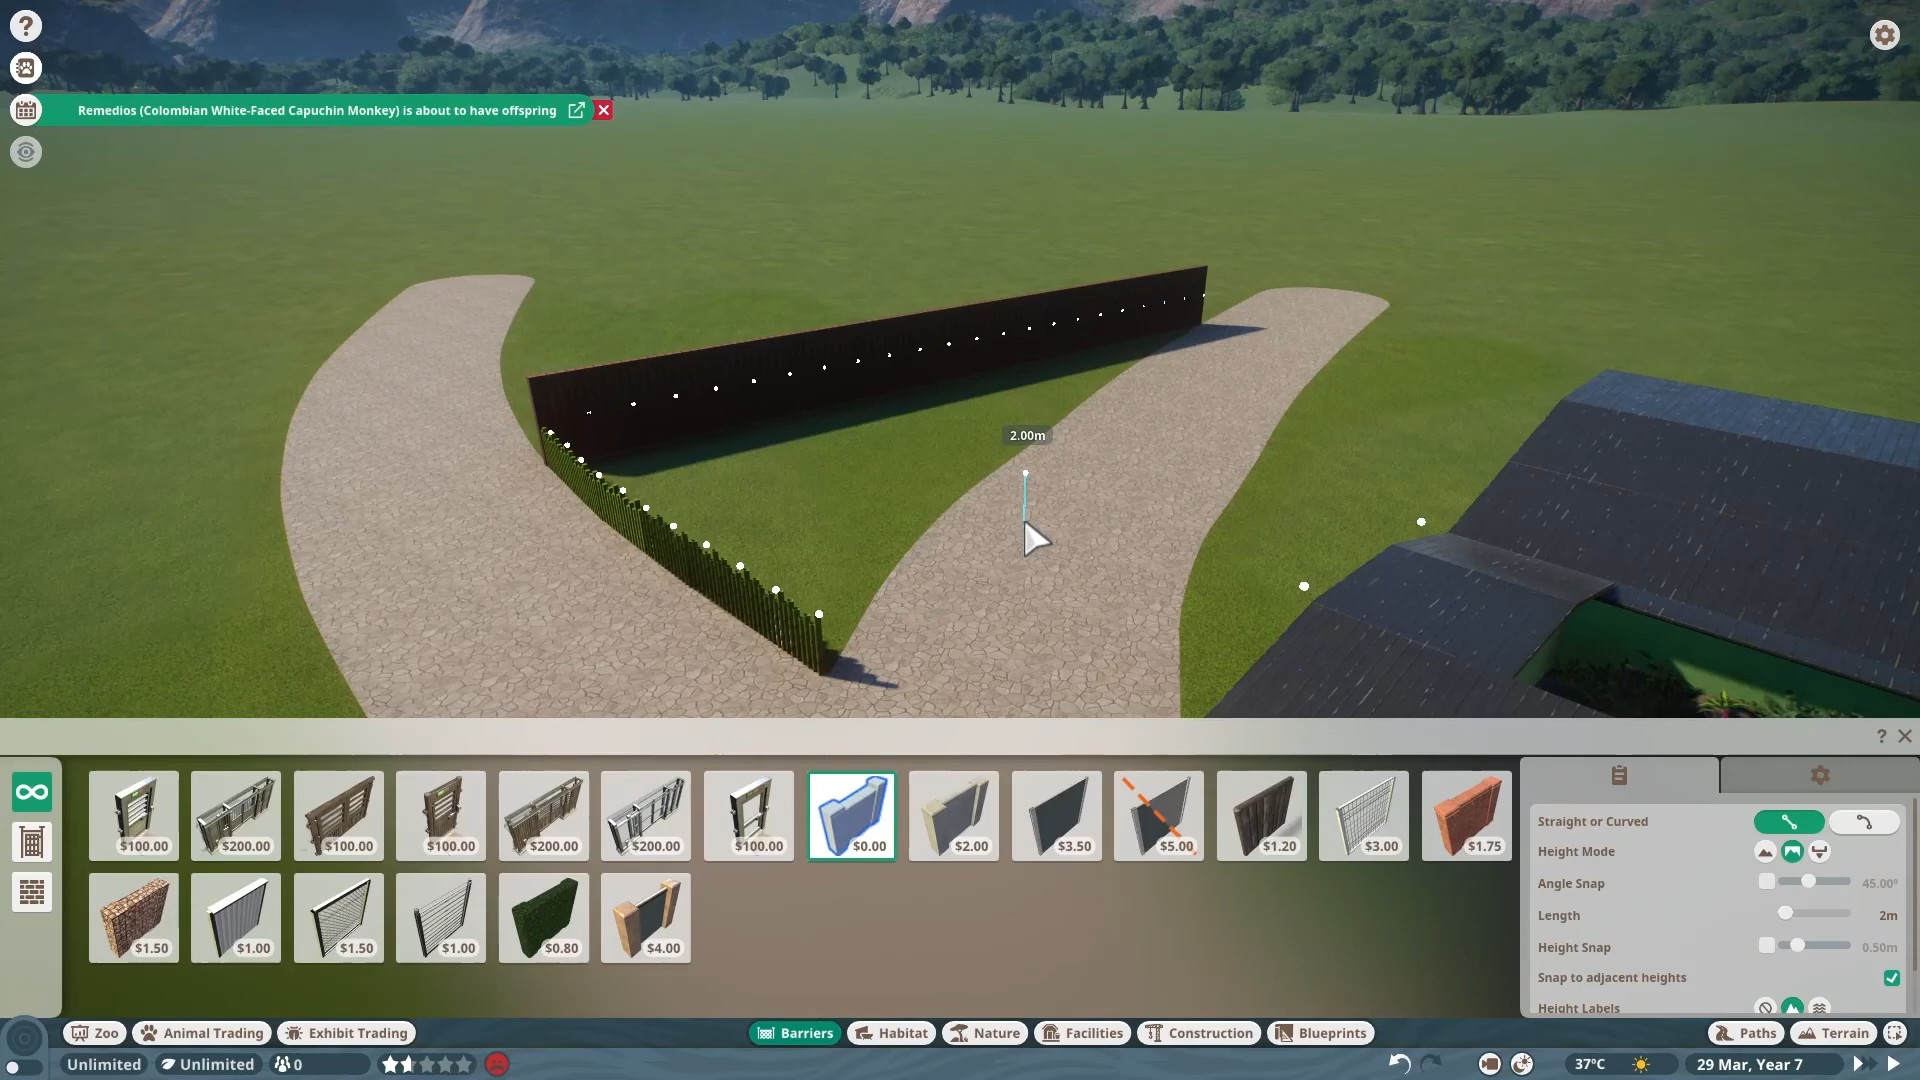 ?
Remedios (Colombian White-Faced Capuchin Monkey) is about to have offspring
2.00m
?
$100.00 $200.00 $100.00 $100.00 $200.00 $200.00 $100.00 $0.00 $2.00 $3.50 $5.00 $1.20 $3.00 $1.75
$1.50 $1.00 $1.50 $1.00 $0.80 $4.00
Straight or Curved
Height Mode
Angle Snap 45.00°
Length 2m
Height Snap 0.50m
Snap to adjacent heights
Height Labels
Zoo Animal Trading Exhibit Trading Barriers Habitat Nature Facilities Construction Blueprints Paths Terrain
Unlimited Unlimited 0 37°C 29 Mar, Year 7